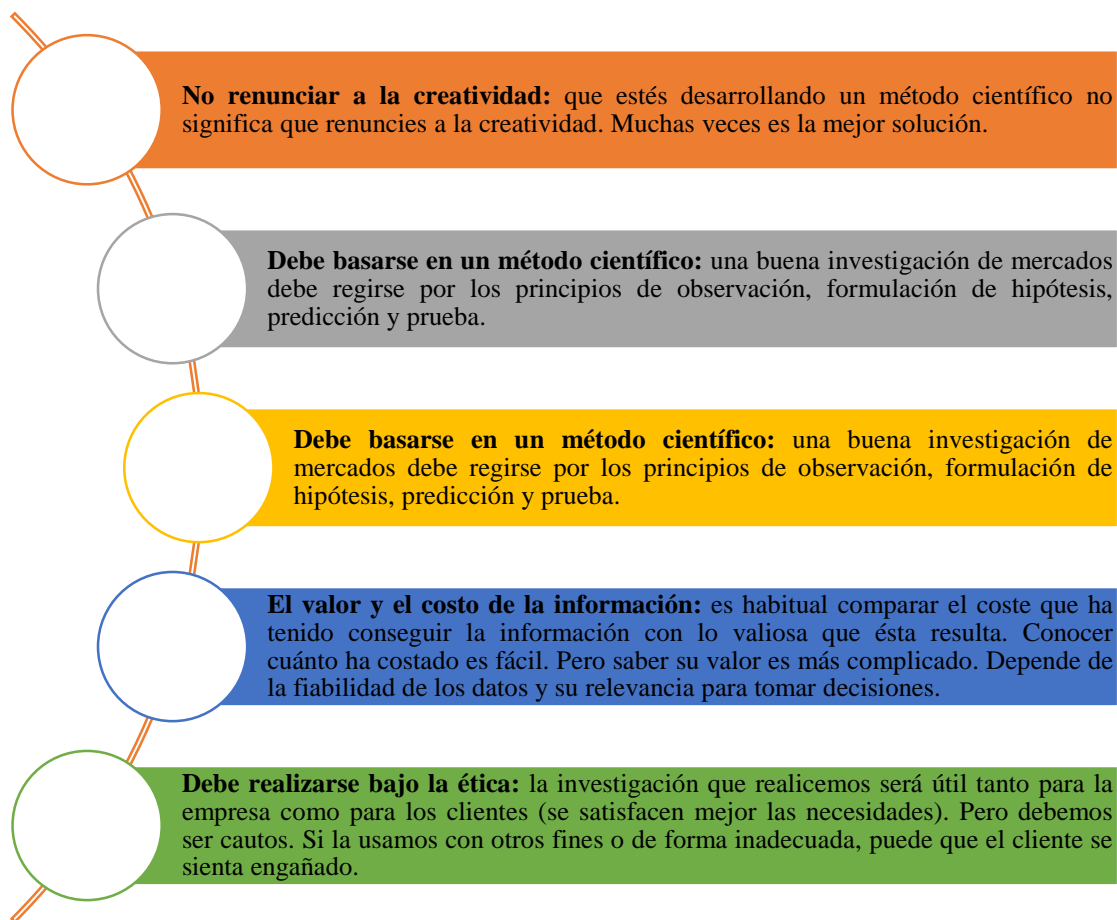 No renunciar a la creatividad: que estés desarrollando un método científico no
significa que renuncies a la creatividad. Muchas veces es la mejor solución.
Debe basarse en un método científico: una buena investigación de mercados
debe regirse por los principios de observación, formulación de hipótesis,
predicción y prueba.
Debe basarse en un método científico: una buena investigación de
mercados debe regirse por los principios de observación, formulación de
hipótesis, predicción y prueba.
El valor y el costo de la información: es habitual comparar el coste que ha
tenido conseguir la información con lo valiosa que ésta resulta. Conocer
cuánto ha costado es fácil. Pero saber su valor es más complicado. Depende de
la fiabilidad de los datos y su relevancia para tomar decisiones.
Debe realizarse bajo la ética: la investigación que realicemos será útil tanto para la
empresa como para los clientes (se satisfacen mejor las necesidades). Pero debemos
ser cautos. Si la usamos con otros fines o de forma inadecuada, puede que el cliente se
sienta engañado.